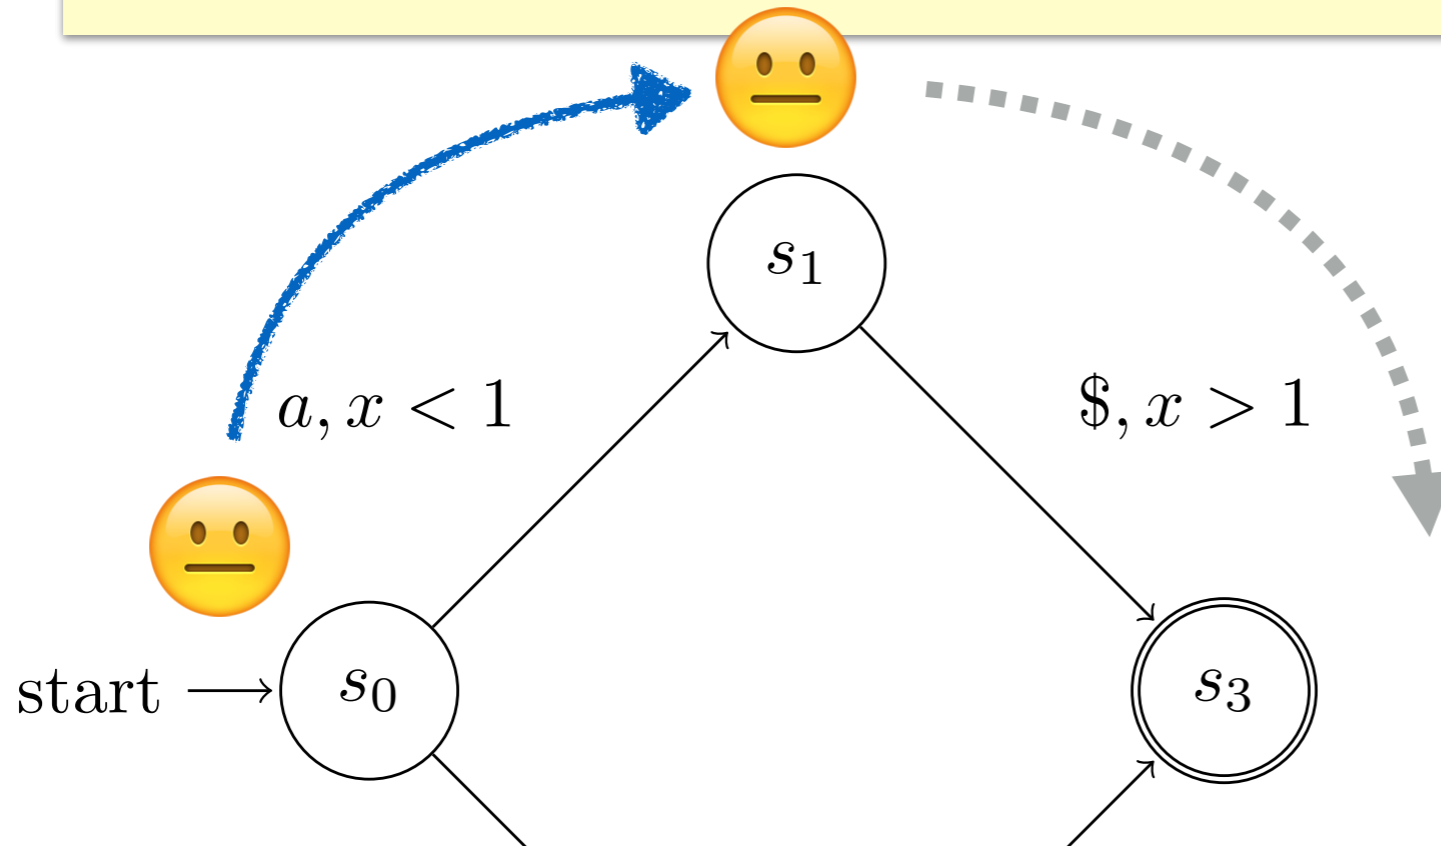 s₁
a, x < 1
$, x > 1
start
s₀
s₃